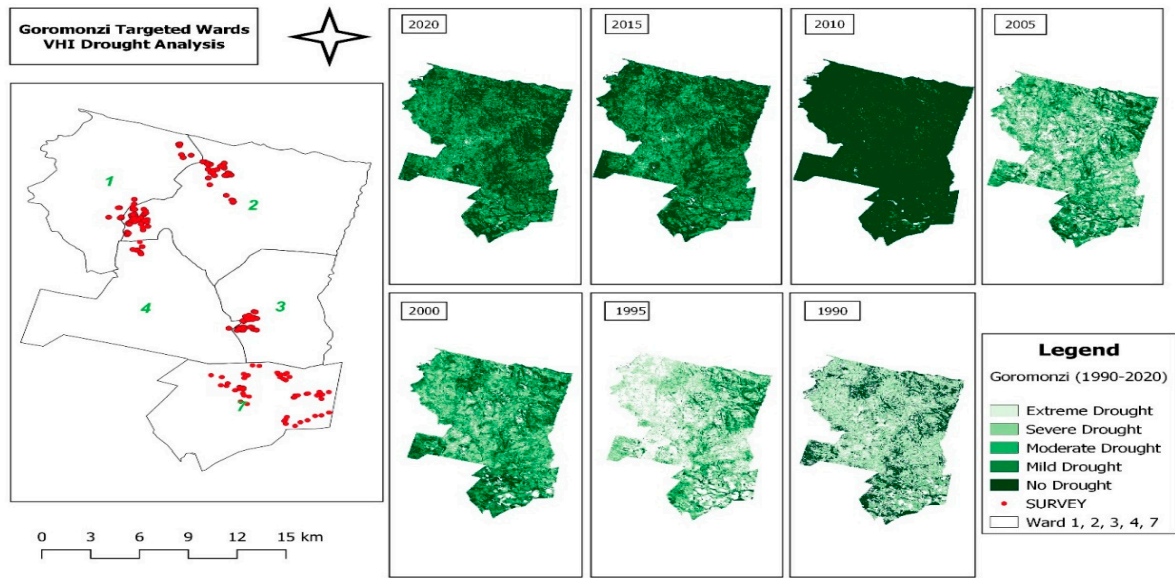 Goromonzi Targeted Wards
VHI Drought Analysis
1
2
3
4
7
0 3 6 9 12 15 km
2020
2015
2010
2005
2000
1995
1990
Legend
Goromonzi (1990-2020)
Extreme Drought
Severe Drought
Moderate Drought
Mild Drought
No Drought
SURVEY
Ward 1, 2, 3, 4, 7